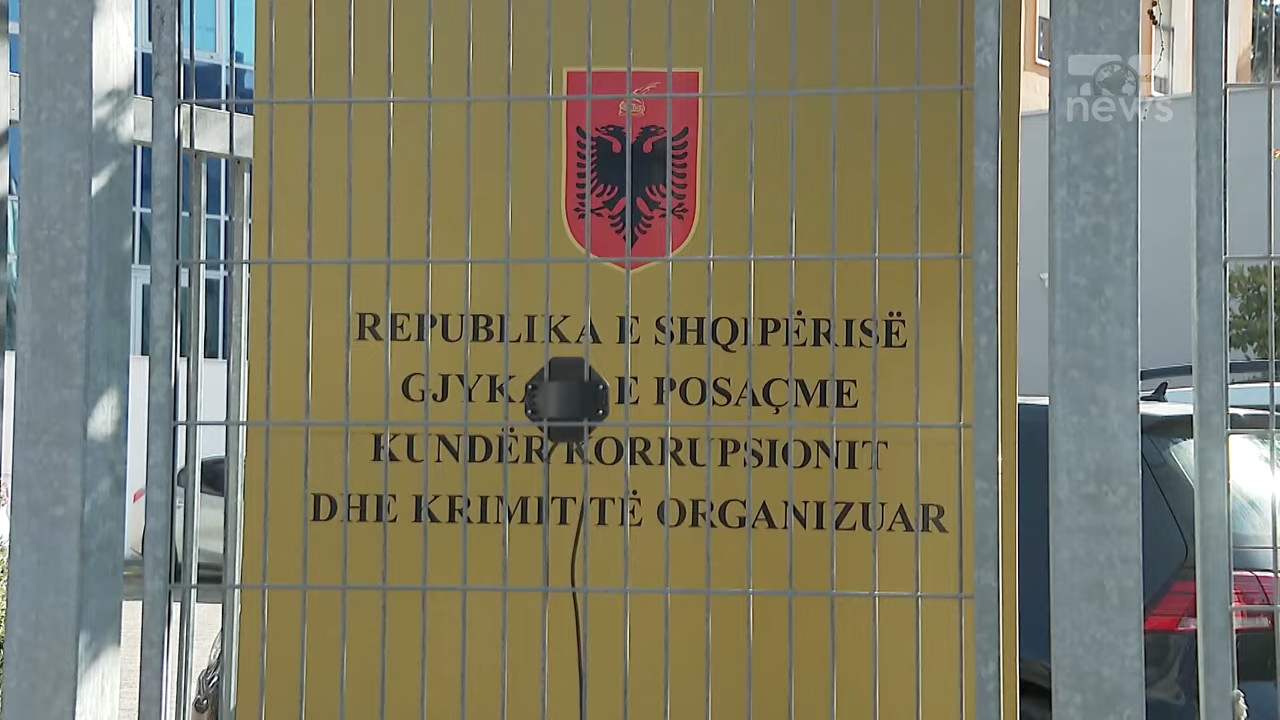 news
REPUBLIKA E SHQIPËRISË
E POSAÇME
KUNDËR KORRUPSIONIT
DHE KRIMIT TË ORGANIZUAR